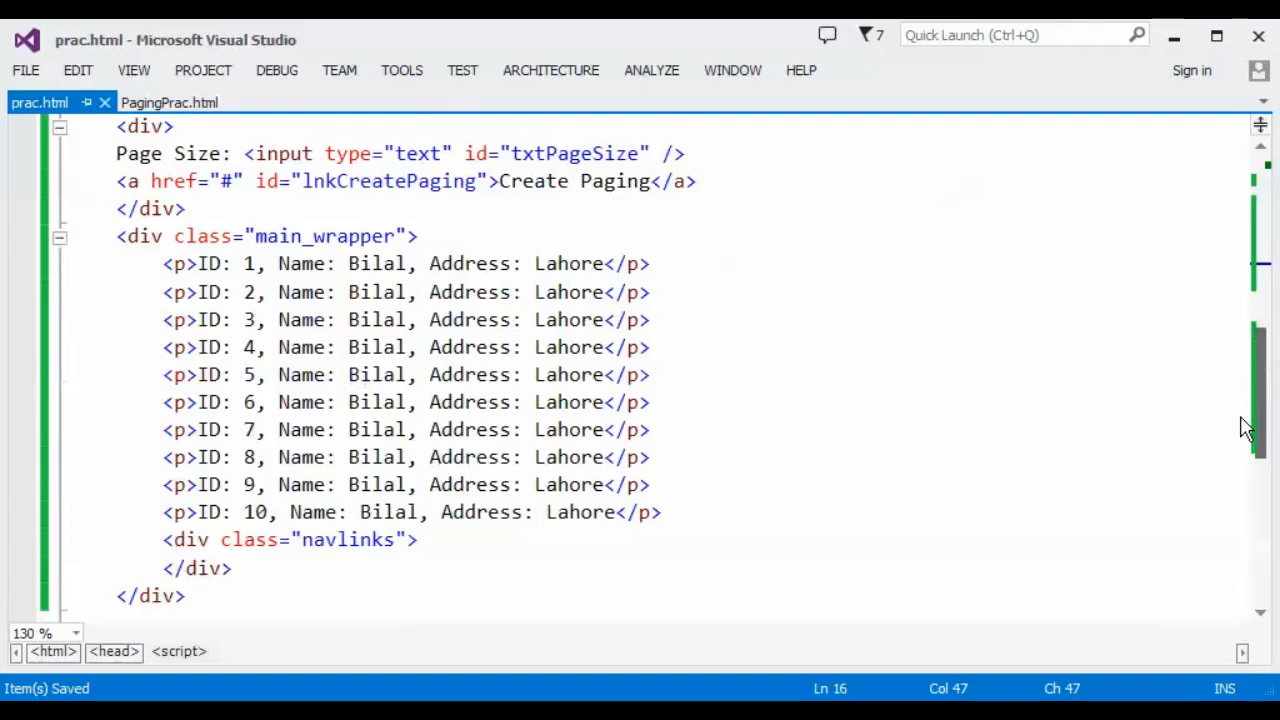 prac.html - Microsoft Visual Studio
7
Quick Launch (Ctrl+Q)
FILE EDIT VIEW PROJECT DEBUG TEAM TOOLS TEST ARCHITECTURE ANALYZE WINDOW HELP
Sign in
prac.html
PagingPrac.html
<div>
Page Size: <input type="text" id="txtPageSize" />
<a href="#" id="lnkCreatePaging">Create Paging</a>
</div>
<div class="main_wrapper">
<p>ID: 1, Name: Bilal, Address: Lahore</p>
<p>ID: 2, Name: Bilal, Address: Lahore</p>
<p>ID: 3, Name: Bilal, Address: Lahore</p>
<p>ID: 4, Name: Bilal, Address: Lahore</p>
<p>ID: 5, Name: Bilal, Address: Lahore</p>
<p>ID: 6, Name: Bilal, Address: Lahore</p>
<p>ID: 7, Name: Bilal, Address: Lahore</p>
<p>ID: 8, Name: Bilal, Address: Lahore</p>
<p>ID: 9, Name: Bilal, Address: Lahore</p>
<p>ID: 10, Name: Bilal, Address: Lahore</p>
<div class="navlinks">
</div>
</div>
130 %
<html> <head> <script>
Item(s) Saved
Ln 16
Col 47
Ch 47
INS